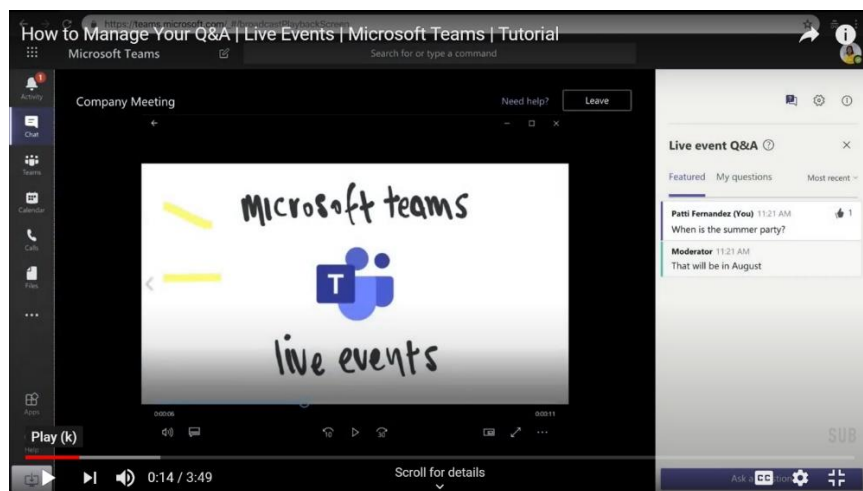 https://teams.microsoft.com/_#/broadcastPlaybackScreen
How to Manage Your Q&A | Live Events | Microsoft Teams | Tutorial
Microsoft Teams
Search for or type a command
1
Activity
Chat
Teams
Calendar
Calls
Files
Apps
Help
Company Meeting
Need help?
Leave
microsoft teams
T
live events
0:00:06
0:00:11
10
30
Live event Q&A
Featured
My questions
Most recent
Patti Fernandez (You) 11:21 AM
1
When is the summer party?
Moderator 11:21 AM
That will be in August
Play (k)
SUB
0:14 / 3:49
Scroll for details
Ask a
CC